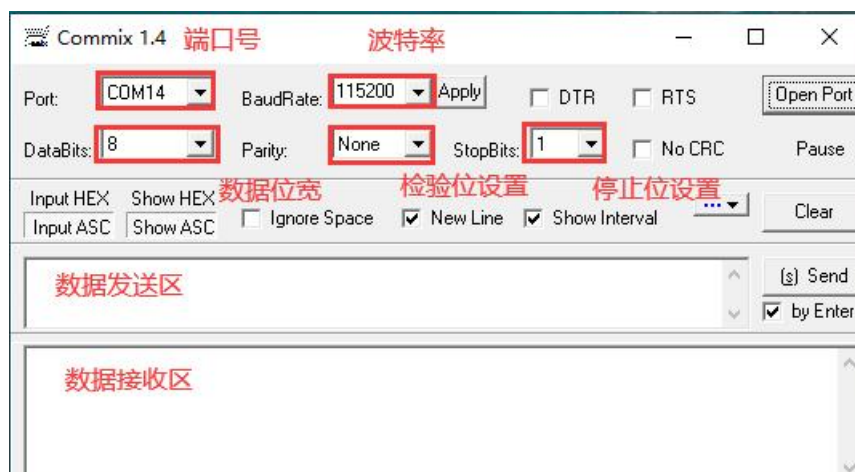 Commix 1.4 端口号 波特率
Port: COM14 BaudRate: 115200 Apply DTR RTS Open Port
DataBits: 8 Parity: None StopBits: 1 No CRC Pause
数据位宽 检验位设置 停止位设置
Input HEX Show HEX
Input ASC Show ASC Ignore Space New Line Show Interval ... Clear
数据发送区 (s) Send
by Enter
数据接收区